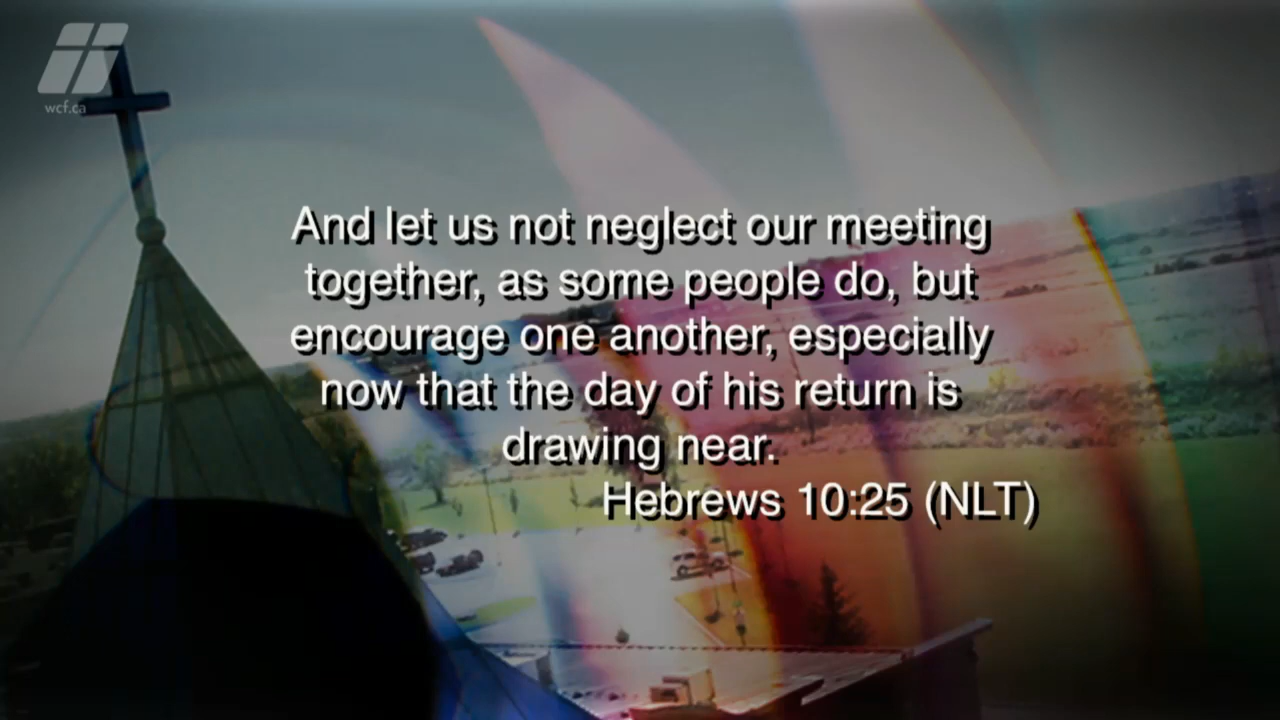 wcf.ca
And let us not neglect our meeting
together, as some people do, but
encourage one another, especially
now that the day of his return is
drawing near.
Hebrews 10:25 (NLT)